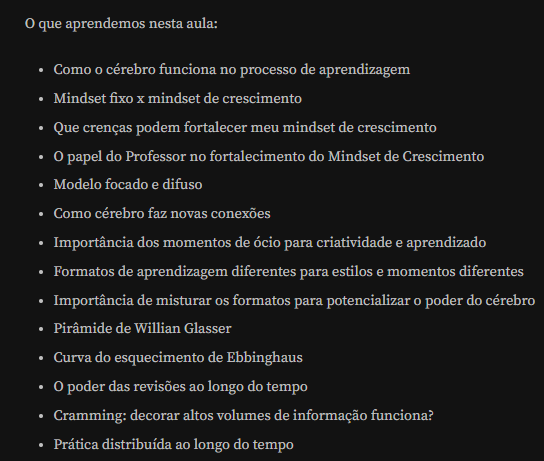 O que aprendemos nesta aula:
• Como o cérebro funciona no processo de aprendizagem
• Mindset fixo x mindset de crescimento
• Que crenças podem fortalecer meu mindset de crescimento
• O papel do Professor no fortalecimento do Mindset de Crescimento
• Modelo focado e difuso
• Como cérebro faz novas conexões
• Importância dos momentos de ócio para criatividade e aprendizado
• Formatos de aprendizagem diferentes para estilos e momentos diferentes
• Importância de misturar os formatos para potencializar o poder do cérebro
• Pirâmide de Willian Glasser
• Curva do esquecimento de Ebbinghaus
• O poder das revisões ao longo do tempo
• Cramming: decorar altos volumes de informação funciona?
• Prática distribuída ao longo do tempo